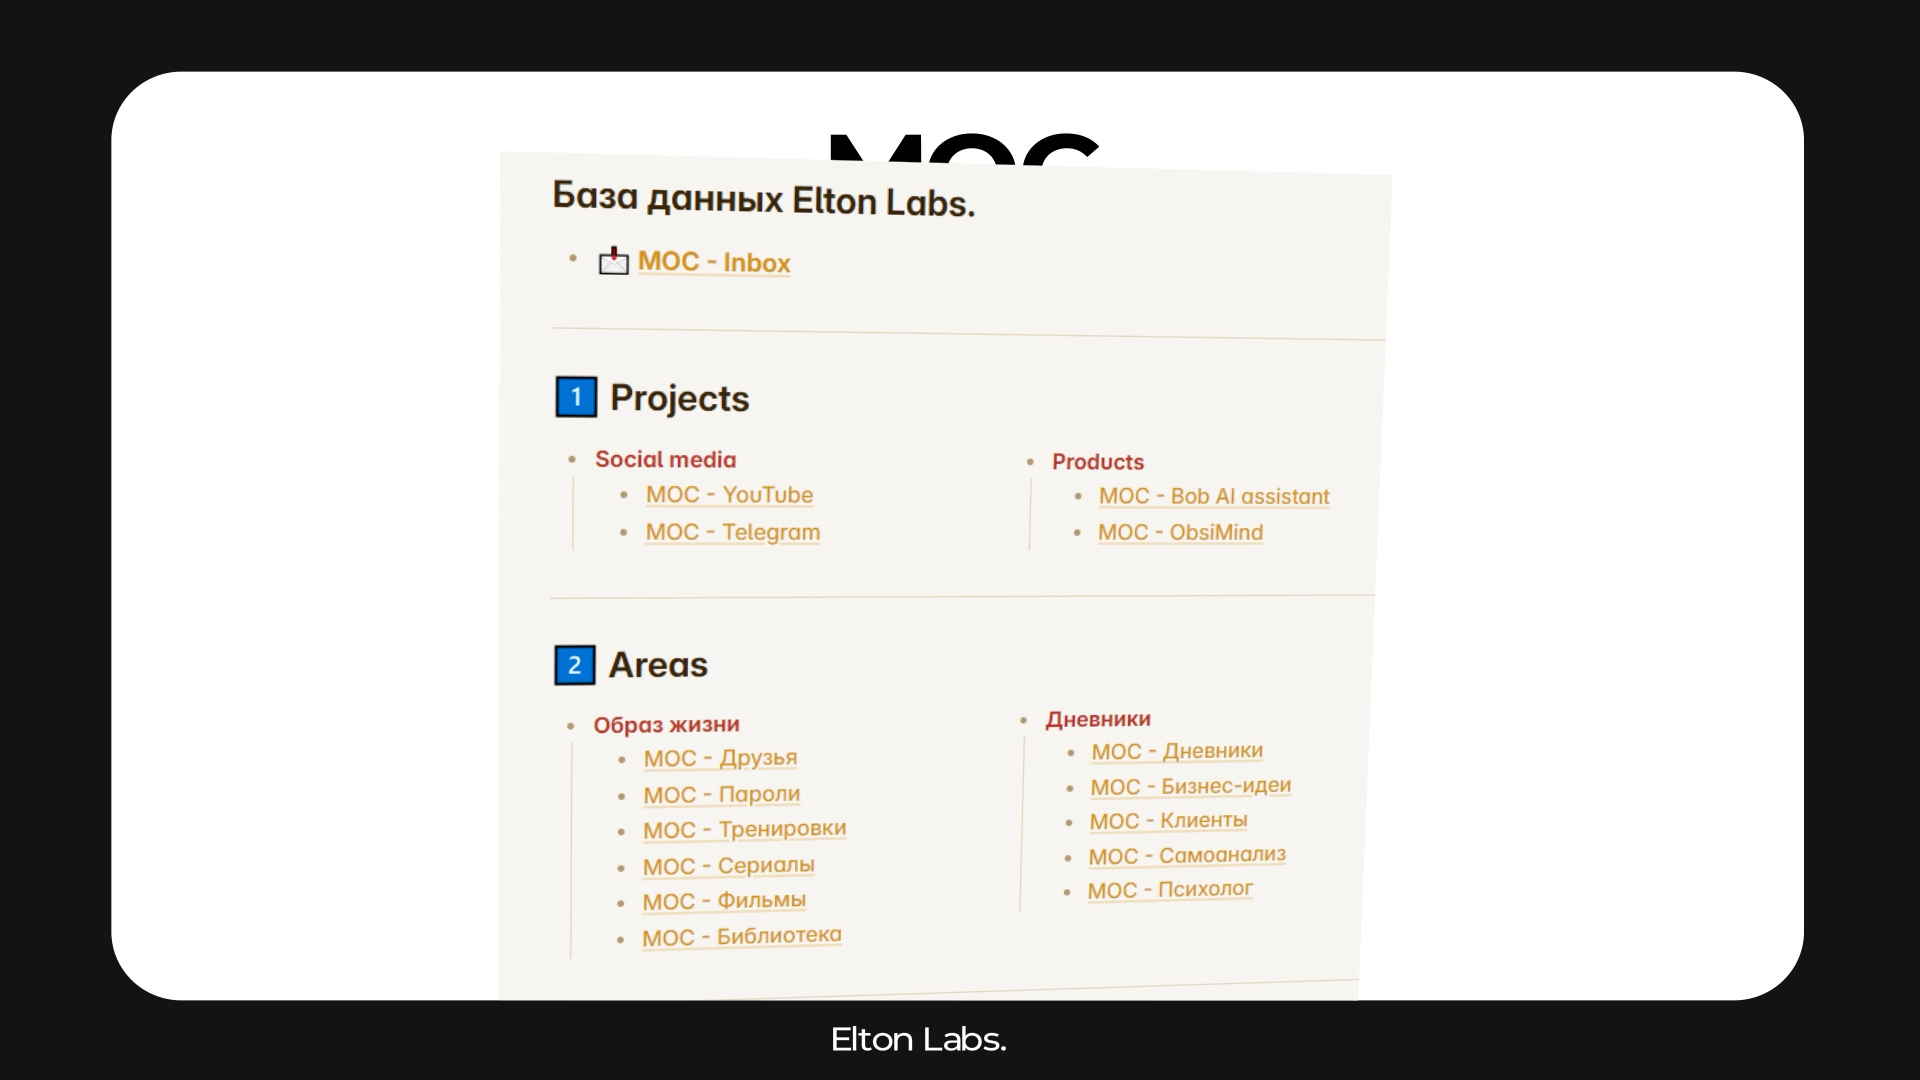 MOC
База данных Elton Labs.
MOC - Inbox
1 Projects
Social media
MOC - YouTube
MOC - Telegram
Products
MOC - Bob AI assistant
MOC - ObsiMind
2 Areas
Образ жизни
MOC - Друзья
MOC - Пароли
MOC - Тренировки
MOC - Сериалы
MOC - Фильмы
MOC - Библиотека
Дневники
MOC - Дневники
MOC - Бизнес-идеи
MOC - Клиенты
MOC - Самоанализ
MOC - Психолог
Elton Labs.